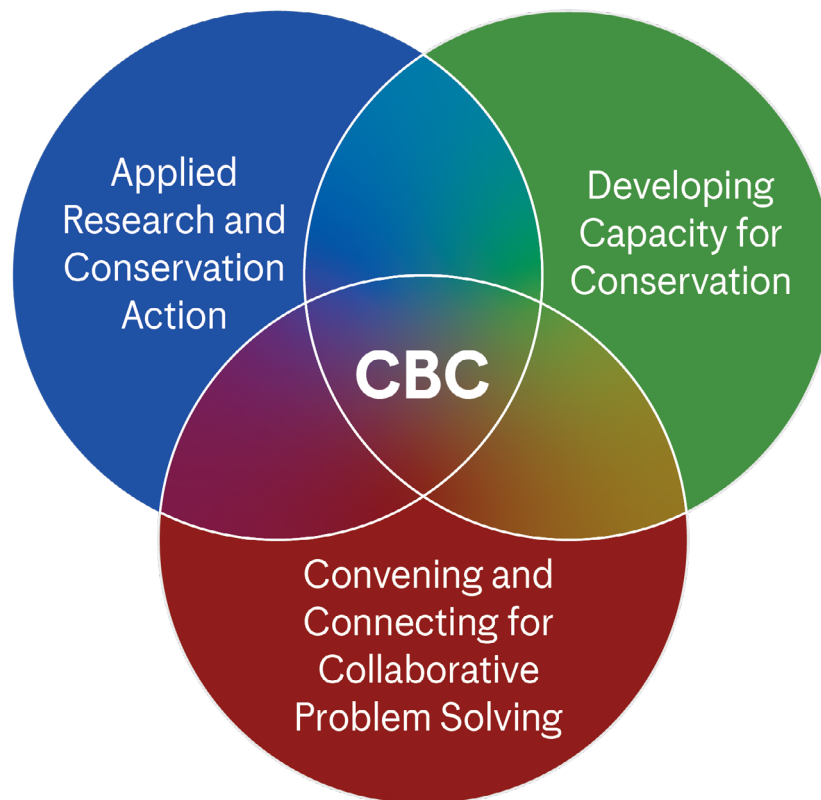 Applied
Research and
Conservation
Action
Developing
Capacity for
Conservation
CBC
Convening and
Connecting for
Collaborative
Problem Solving